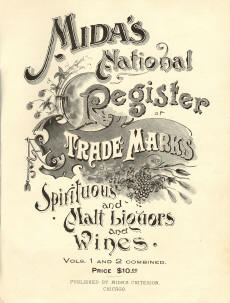 MIDA'S
National
Register
OF
TRADE MARKS
Spirituous
and
Malt Liquors
and
Wines.
VOLS. 1 AND 2 COMBINED.
PRICE $10.00
PUBLISHED BY MIDA'S CRITERION,
CHICAGO.